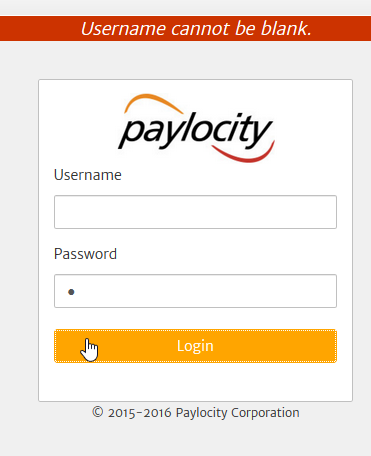 Username cannot be blank.
paylocity
Username
Password
Login
© 2015-2016 Paylocity Corporation